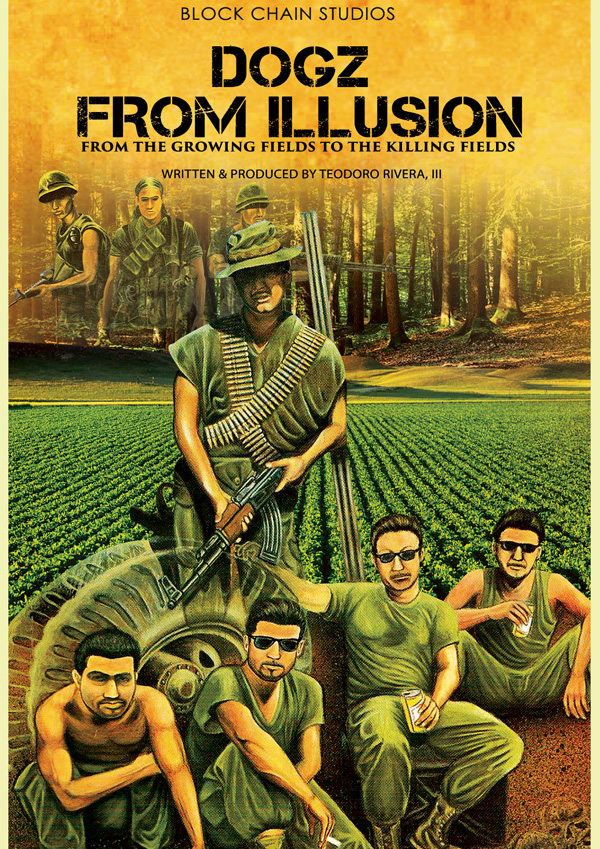 BLOCK CHAIN STUDIOS
DOGZ
FROM ILLUSION
FROM THE GROWING FIELDS TO THE KILLING FIELDS
WRITTEN & PRODUCED BY TEODORO RIVERA, III